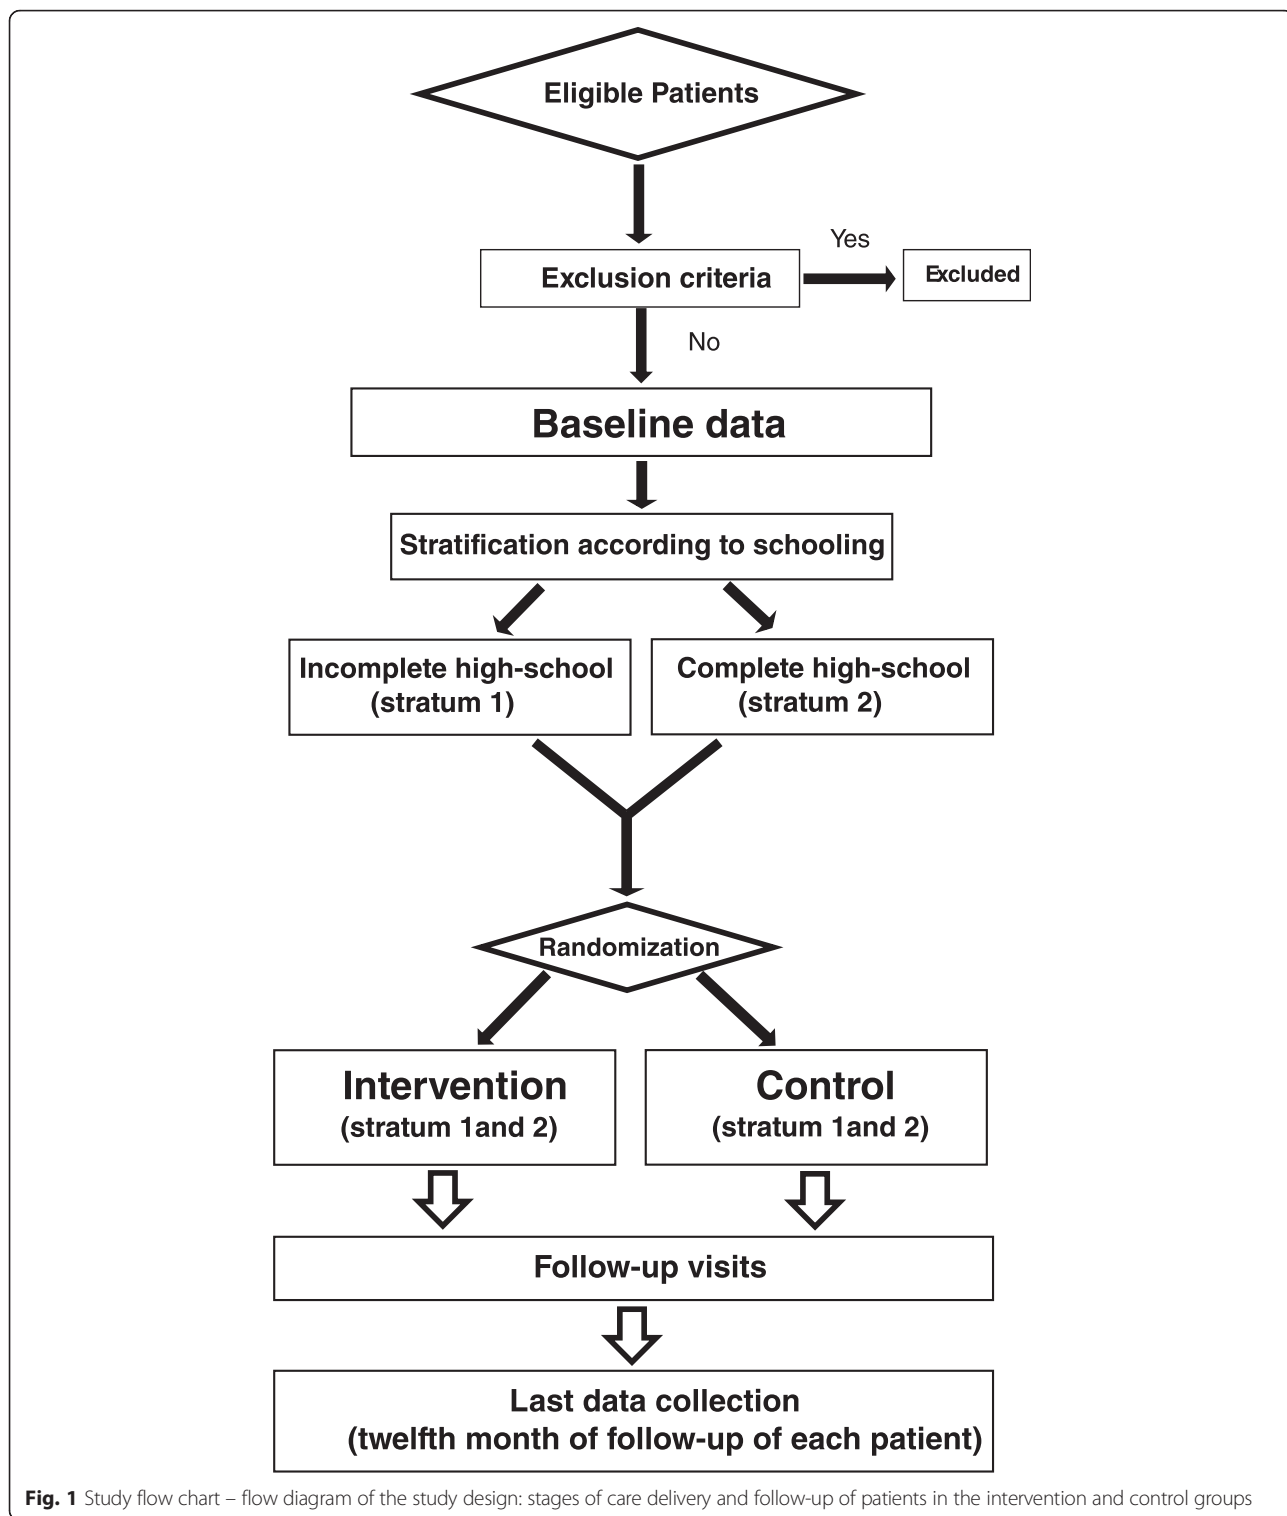 Eligible Patients
Yes
Exclusion criteria
Excluded
No
Baseline data
Stratification according to schooling
Incomplete high-school
(stratum 1)
Complete high-school
(stratum 2)
Randomization
Intervention
(stratum 1and 2)
Control
(stratum 1and 2)
Follow-up visits
Last data collection
(twelfth month of follow-up of each patient)
Fig. 1 Study flow chart – flow diagram of the study design: stages of care delivery and follow-up of patients in the intervention and control groups